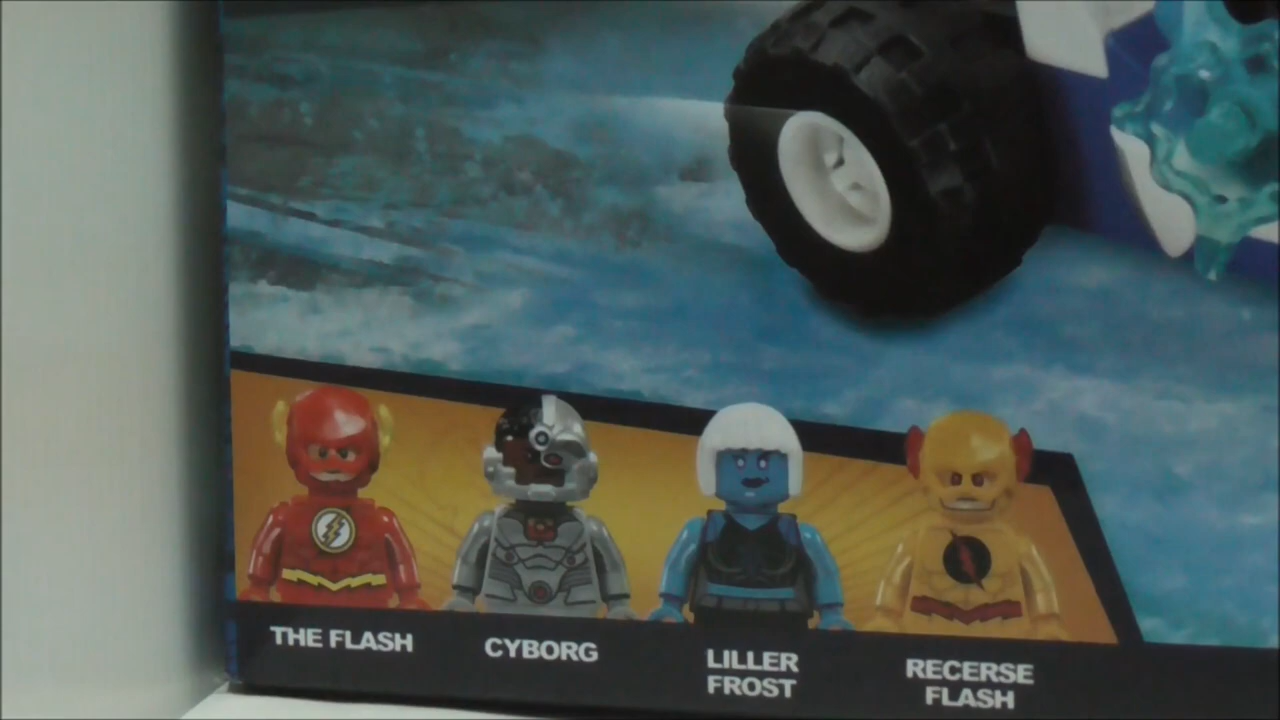 THE FLASH
CYBORG
LILLER
FROST
RECERSE
FLASH